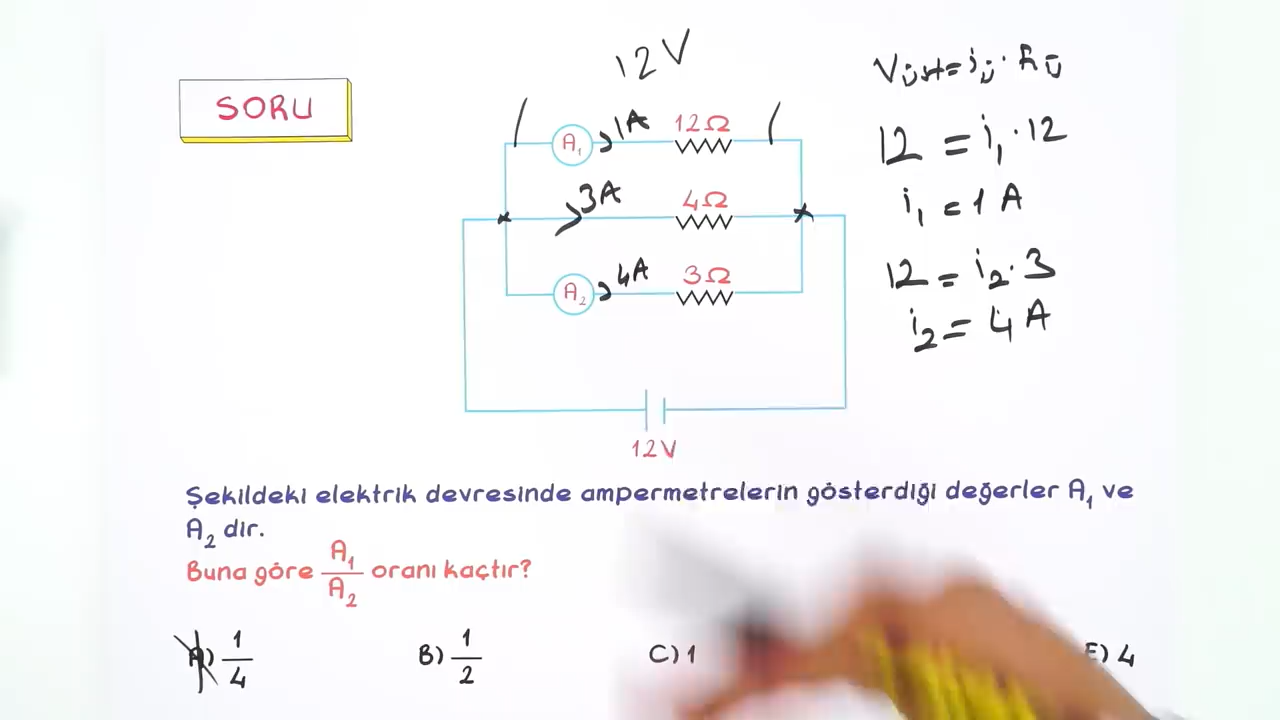 SORU
12V
1A
12Ω
A₁
3A
4Ω
4A
3Ω
A₂
12V
Vüst=iü·Rü
12 = i₁·12
i₁ = 1 A
12 = i₂·3
i₂ = 4 A
Şekildeki elektrik devresinde ampermetrelerin gösterdiği değerler A₁ ve
A₂ dir.
Buna göre A₁/A₂ oranı kaçtır?
A) 1/4 B) 1/2 C) 1 E) 4